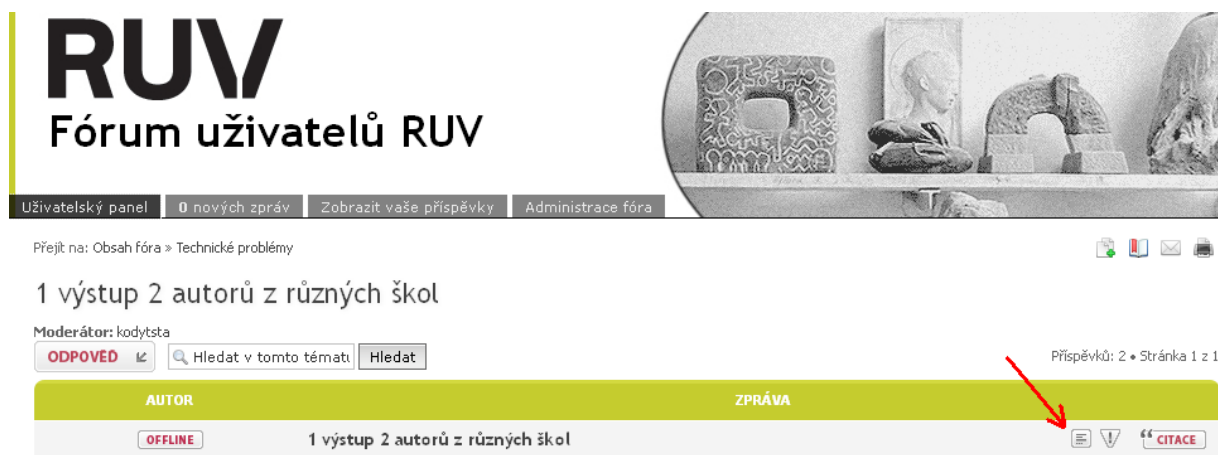 RUV
Fórum uživatelů RUV
Uživatelský panel 0 nových zpráv Zobrazit vaše příspěvky Administrace fóra
Přejít na: Obsah fóra » Technické problémy
1 výstup 2 autorů z různých škol
Moderátor: kodytsta
ODPOVĚĎ Hledat v tomto tématu Hledat
Příspěvků: 2 • Stránka 1 z 1
AUTOR ZPRÁVA
OFFLINE 1 výstup 2 autorů z různých škol “ CITACE